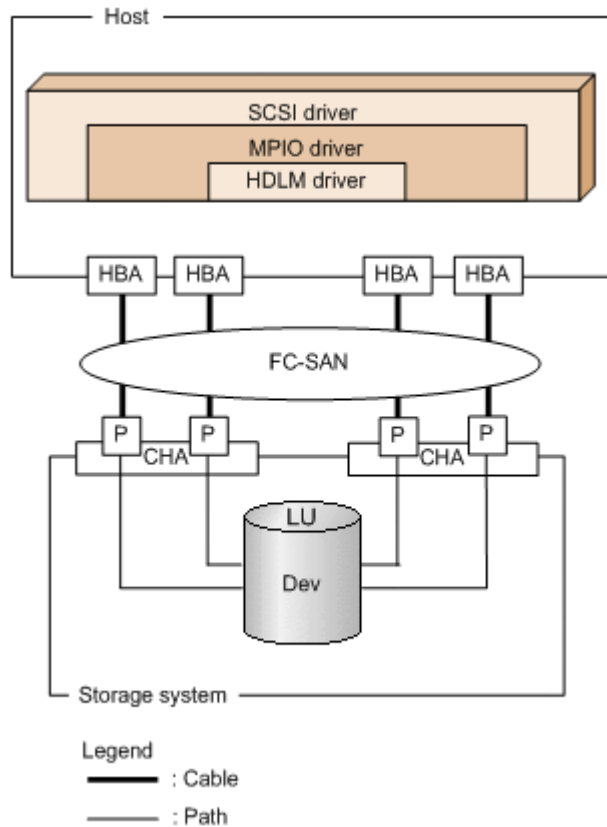 Host
SCSI driver
MPIO driver
HDLM driver
HBA HBA HBA HBA
FC-SAN
P P P P
CHA CHA
LU
Dev
Storage system
Legend
: Cable
: Path